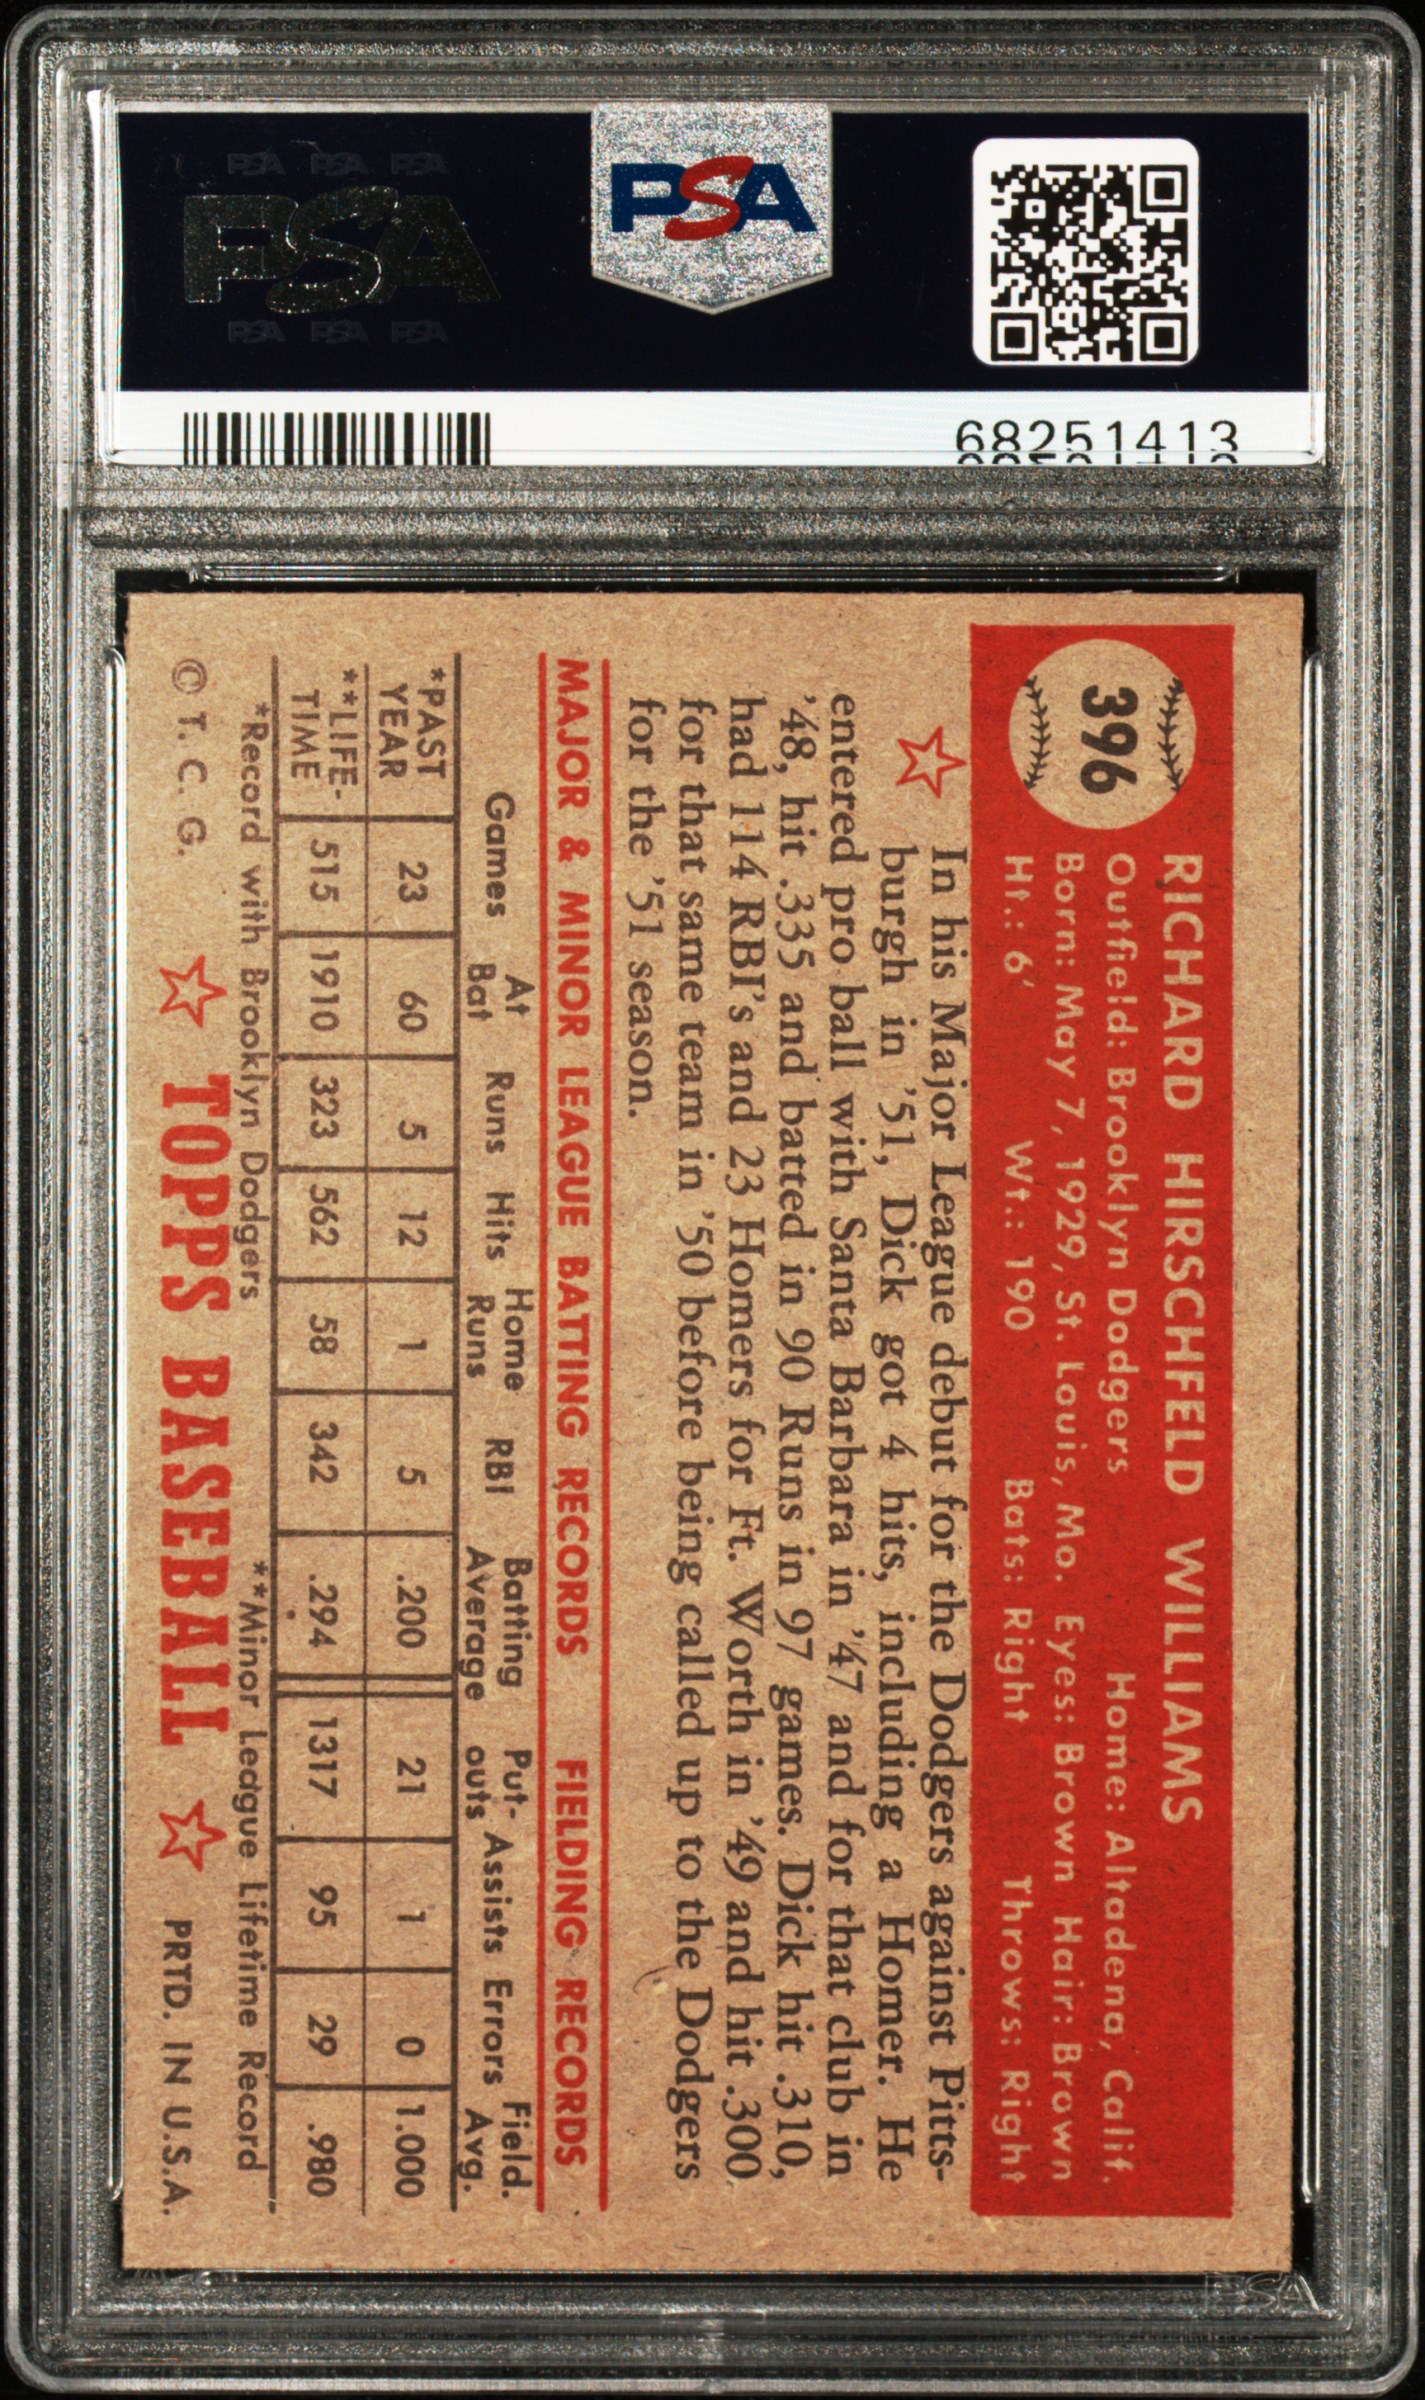 PSA PSA PSA
PSA
PSA PSA PSA
PSA
68251413
396
RICHARD HIRSCHFELD WILLIAMS
Outfield: Brooklyn Dodgers Home: Altadena, Calif.
Born: May 7, 1929, St. Louis, Mo. Eyes: Brown Hair: Brown
Ht.: 6' Wt.: 190 Bats: Right Throws: Right
In his Major League debut for the Dodgers against Pitts-
burgh in '51, Dick got 4 hits, including a Homer. He
entered pro ball with Santa Barbara in '47 and for that club in
'48, hit .335 and batted in 90 Runs in 97 games. Dick hit .310,
had 114 RBI's and 23 Homers for Ft. Worth in '49 and hit .300
for that same team in '50 before being called up to the Dodgers
for the '51 season.
MAJOR & MINOR LEAGUE BATTING RECORDS FIELDING RECORDS
Games At Bat Runs Hits Home Runs RBI Batting Average Put-outs Assists Errors Field. Avg.
*PAST YEAR 23 60 5 12 1 5 .200 21 1 0 1.000
**LIFE-TIME 515 1910 323 562 58 342 .294 1317 95 29 .980
*Record with Brooklyn Dodgers **Minor League Lifetime Record
© T. C. G. TOPPS BASEBALL PRTD. IN U.S.A.
PSA